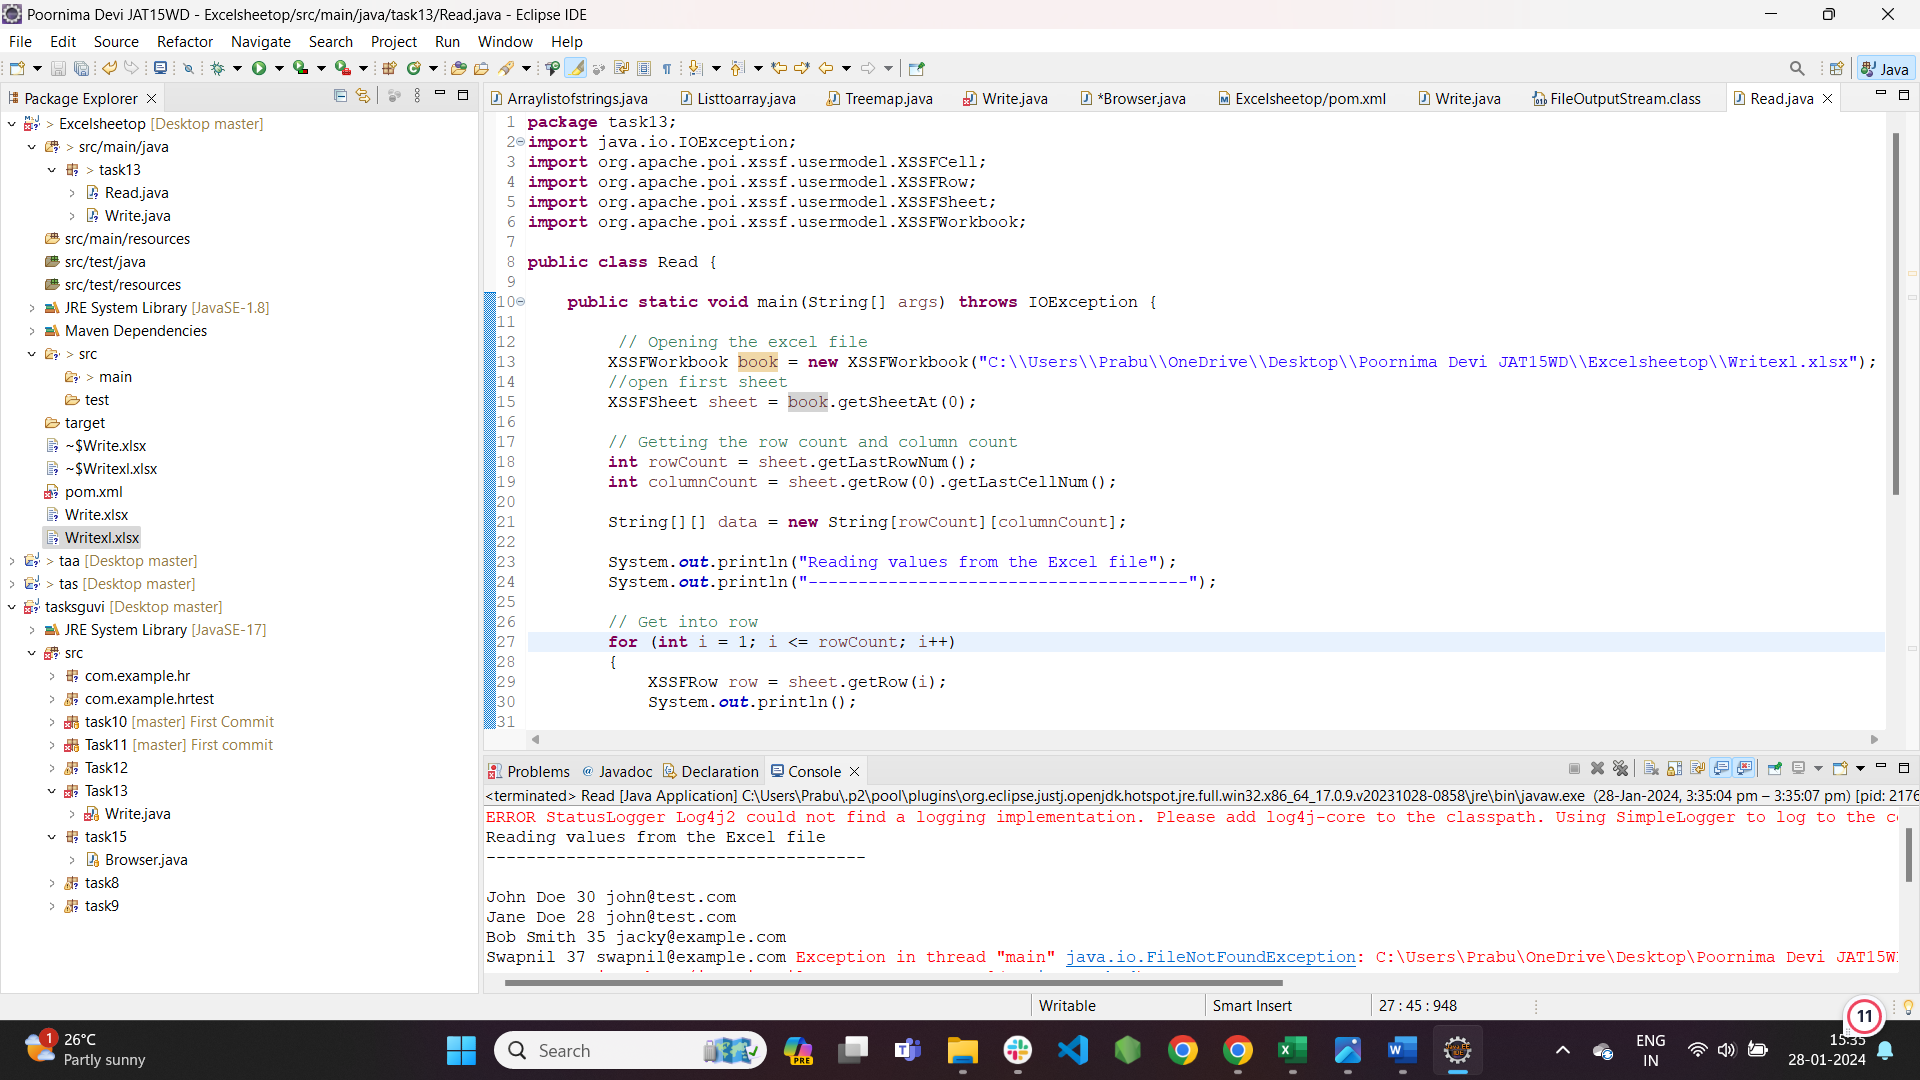 Poornima Devi JAT15WD - Excelsheetop/src/main/java/task13/Read.java - Eclipse IDE
File Edit Source Refactor Navigate Search Project Run Window Help
Java
Package Explorer
Arraylistofstrings.java Listtoarray.java Treemap.java Write.java *Browser.java Excelsheetop/pom.xml Write.java FileOutputStream.class Read.java
> Excelsheetop [Desktop master]
> src/main/java
> task13
Read.java
Write.java
src/main/resources
src/test/java
src/test/resources
JRE System Library [JavaSE-1.8]
Maven Dependencies
> src
> main
test
target
~$Write.xlsx
~$Writexl.xlsx
pom.xml
Write.xlsx
Writexl.xlsx
> taa [Desktop master]
> tas [Desktop master]
tasksguvi [Desktop master]
JRE System Library [JavaSE-17]
src
com.example.hr
com.example.hrtest
task10 [master] First Commit
Task11 [master] First commit
Task12
Task13
Write.java
task15
Browser.java
task8
task9
1 package task13;
2 import java.io.IOException;
3 import org.apache.poi.xssf.usermodel.XSSFCell;
4 import org.apache.poi.xssf.usermodel.XSSFRow;
5 import org.apache.poi.xssf.usermodel.XSSFSheet;
6 import org.apache.poi.xssf.usermodel.XSSFWorkbook;
7
8 public class Read {
9
10 public static void main(String[] args) throws IOException {
11
12 // Opening the excel file
13 XSSFWorkbook book = new XSSFWorkbook("C:\\Users\\Prabu\\OneDrive\\Desktop\\Poornima Devi JAT15WD\\Excelsheetop\\Writexl.xlsx");
14 //open first sheet
15 XSSFSheet sheet = book.getSheetAt(0);
16
17 // Getting the row count and column count
18 int rowCount = sheet.getLastRowNum();
19 int columnCount = sheet.getRow(0).getLastCellNum();
20
21 String[][] data = new String[rowCount][columnCount];
22
23 System.out.println("Reading values from the Excel file");
24 System.out.println("--------------------------------------");
25
26 // Get into row
27 for (int i = 1; i <= rowCount; i++)
28 {
29 XSSFRow row = sheet.getRow(i);
30 System.out.println();
31
Problems @ Javadoc Declaration Console
<terminated> Read [Java Application] C:\Users\Prabu\.p2\pool\plugins\org.eclipse.justj.openjdk.hotspot.jre.full.win32.x86_64_17.0.9.v20231028-0858\jre\bin\javaw.exe (28-Jan-2024, 3:35:04 pm – 3:35:07 pm) [pid: 2176
ERROR StatusLogger Log4j2 could not find a logging implementation. Please add log4j-core to the classpath. Using SimpleLogger to log to the co
Reading values from the Excel file
--------------------------------------
John Doe 30 john@test.com
Jane Doe 28 john@test.com
Bob Smith 35 jacky@example.com
Swapnil 37 swapnil@example.com Exception in thread "main" java.io.FileNotFoundException: C:\Users\Prabu\OneDrive\Desktop\Poornima Devi JAT15W
Writable Smart Insert 27 : 45 : 948
11
1 26°C
Partly sunny
Search
PRE
ENG
IN
15:35
28-01-2024